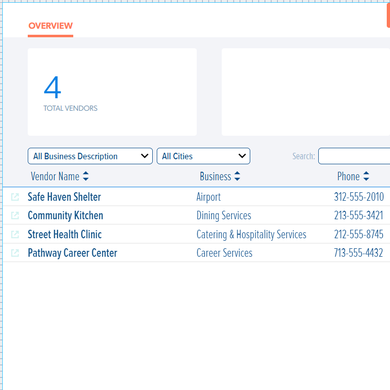 OVERVIEW
4
TOTAL VENDORS
All Business Description All Cities Search:
Vendor Name Business Phone
Safe Haven Shelter Airport 312-555-2010
Community Kitchen Dining Services 213-555-3421
Street Health Clinic Catering & Hospitality Services 212-555-8745
Pathway Career Center Career Services 713-555-4432